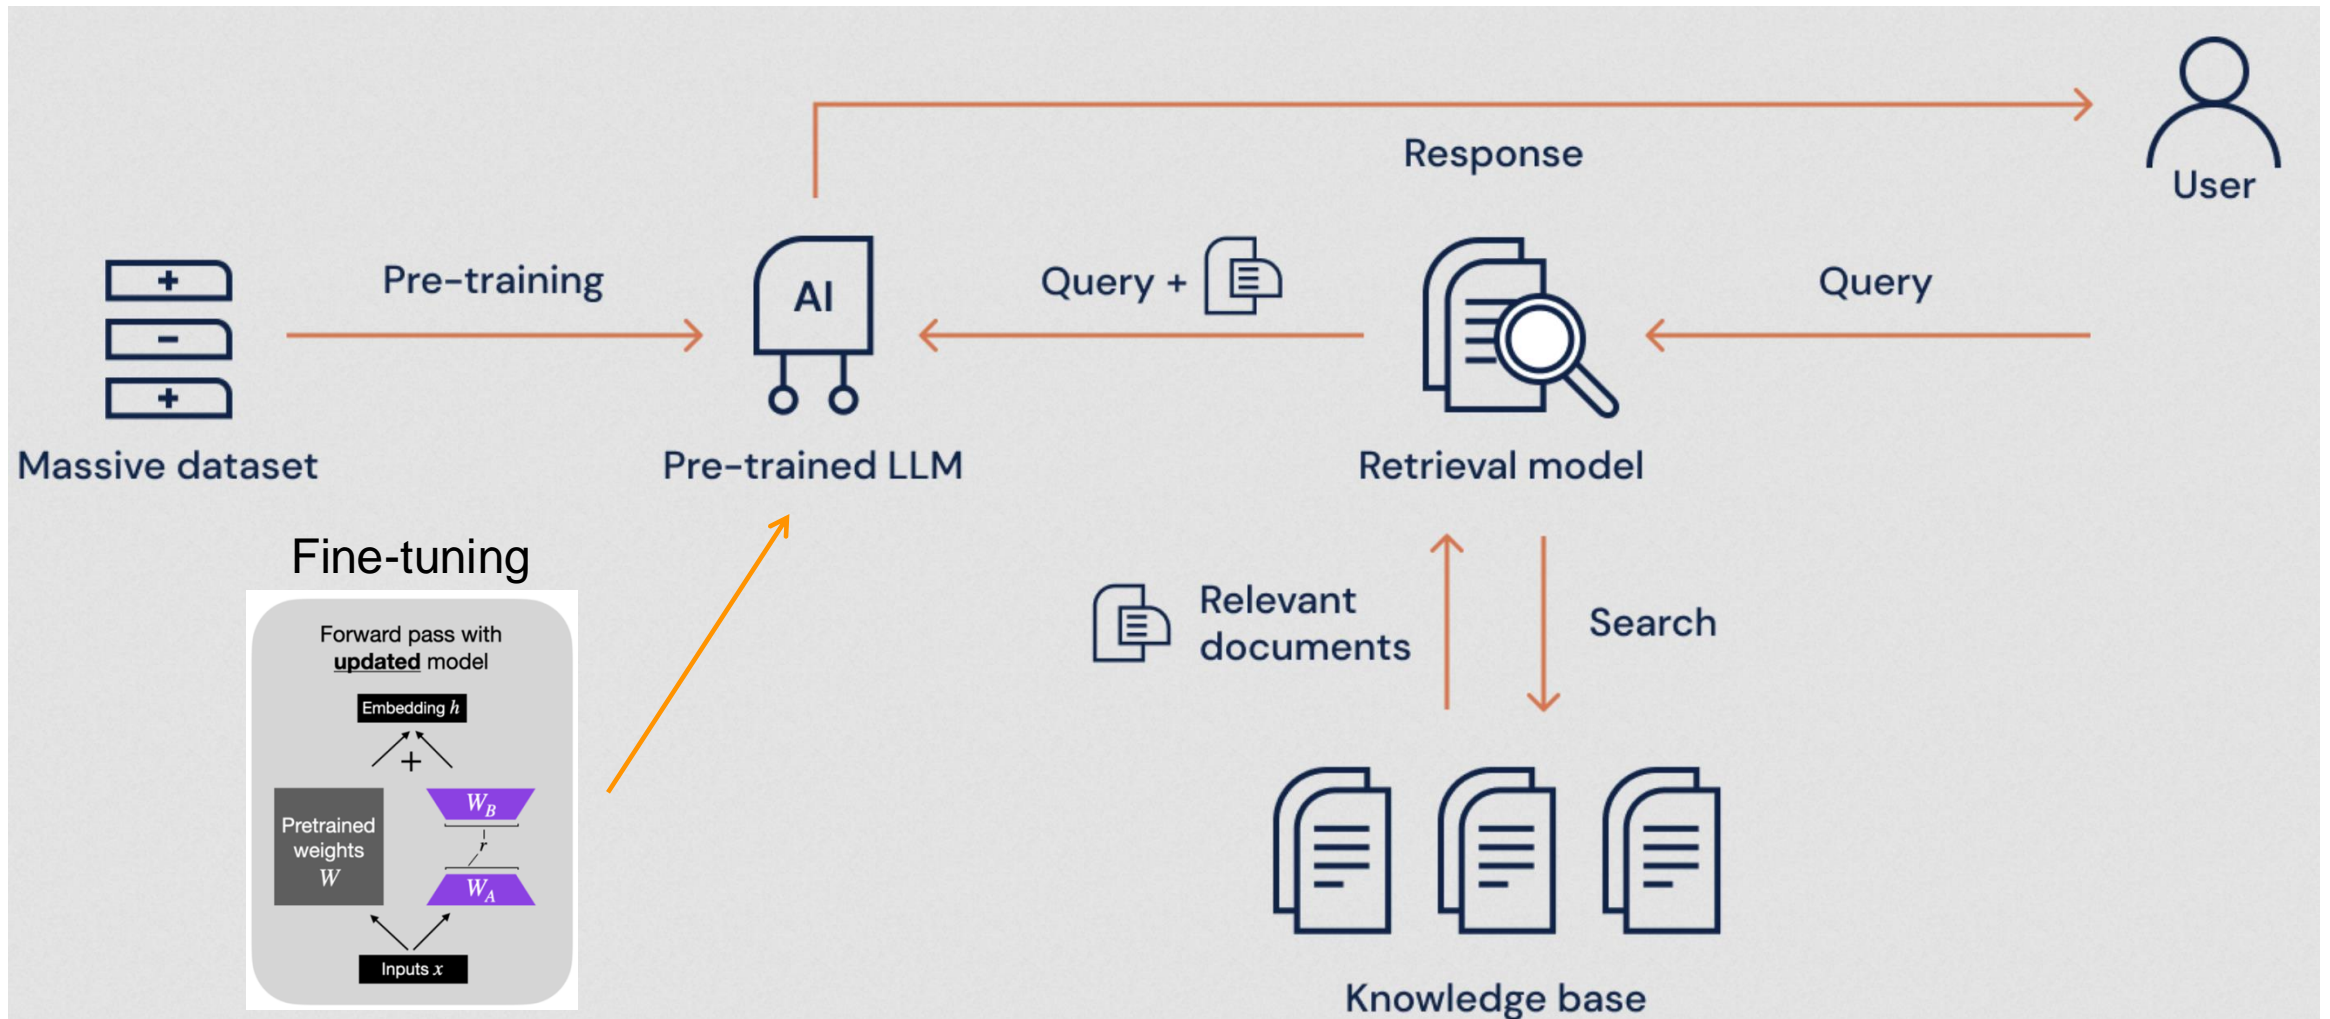 Response
User
Pre-training
AI
Query +
Query
Massive dataset
Pre-trained LLM
Retrieval model
Fine-tuning
Forward pass with
updated model
Embedding h
+
Pretrained
weights
W
W_B
r
W_A
Inputs x
Relevant
documents
Search
Knowledge base